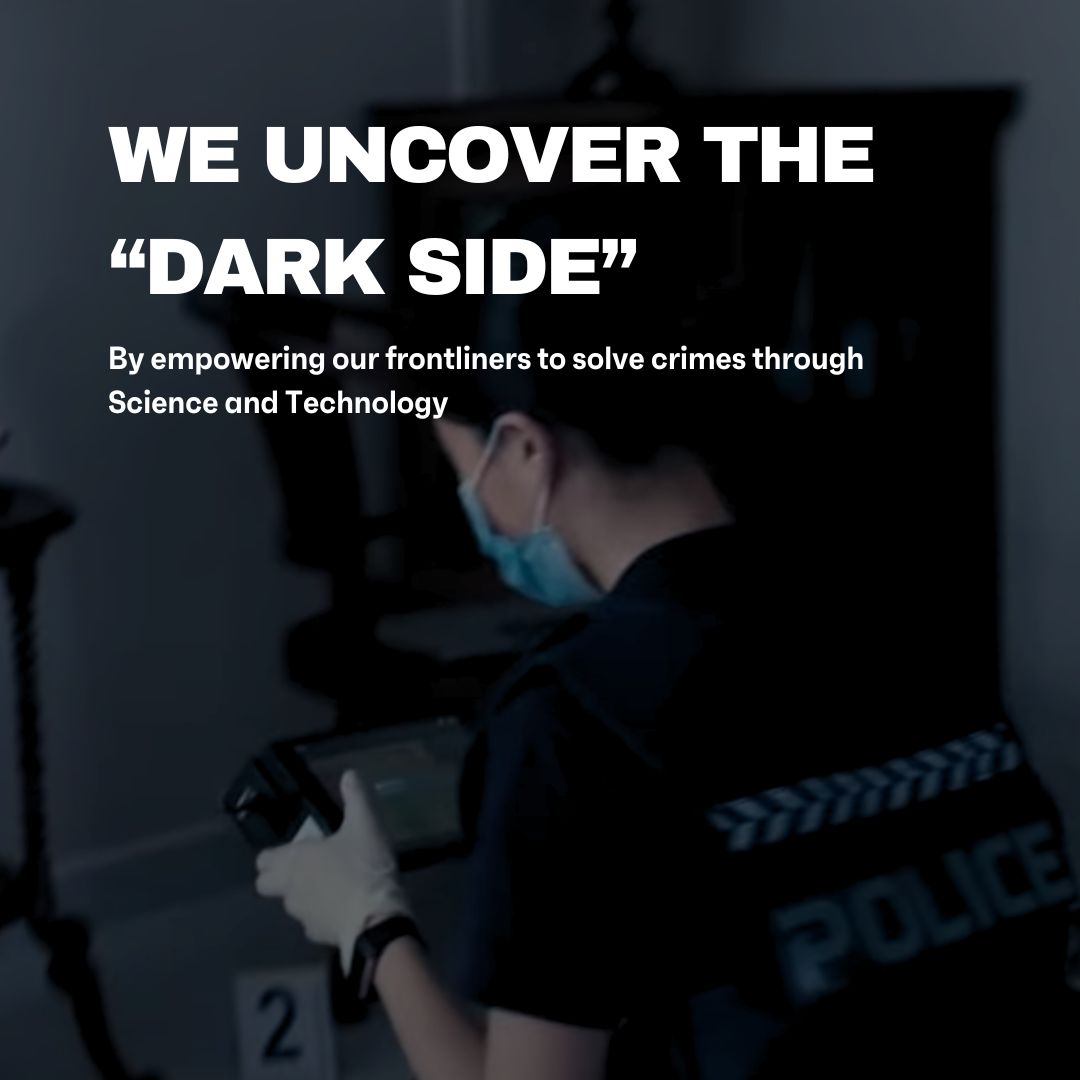 WE UNCOVER THE
“DARK SIDE”
By empowering our frontliners to solve crimes through
Science and Technology
POLICE
2